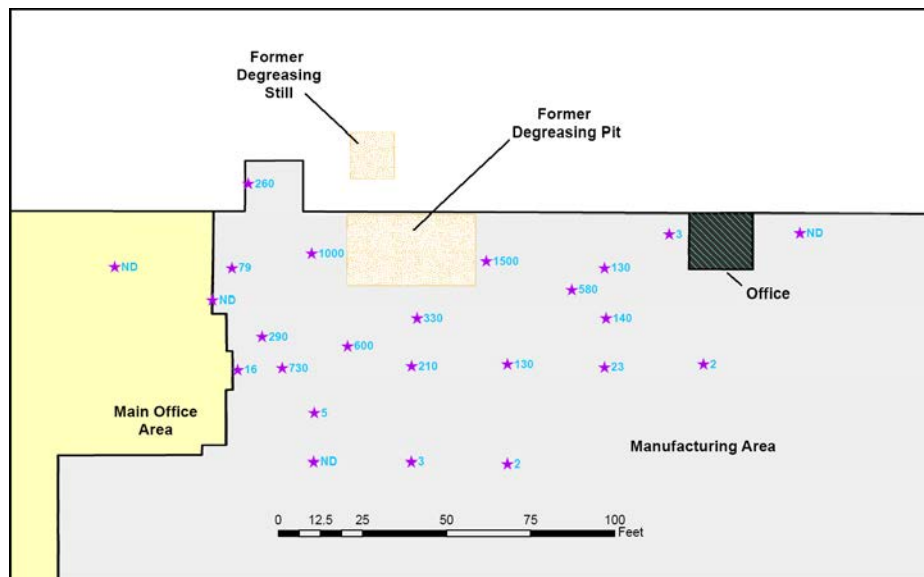 Former
Degreasing
Still
Former
Degreasing Pit
260
3
ND
ND
79
1000
1500
130
580
Office
ND
330
140
290
600
16
730
210
130
23
2
Main Office
Area
5
Manufacturing Area
ND
3
2
0 12.5 25 50 75 100
Feet